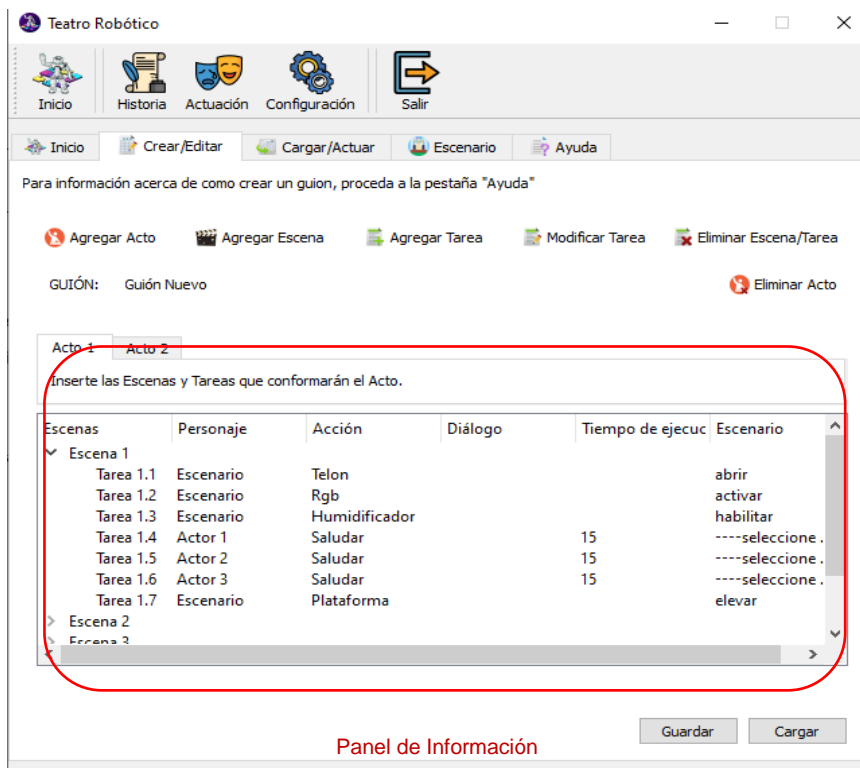 Teatro Robótico
Inicio Historia Actuación Configuración Salir
Inicio Crear/Editar Cargar/Actuar Escenario Ayuda
Para información acerca de como crear un guion, proceda a la pestaña "Ayuda"
Agregar Acto Agregar Escena Agregar Tarea Modificar Tarea Eliminar Escena/Tarea
GUIÓN: Guión Nuevo Eliminar Acto
Acto 1 Acto 2
Inserte las Escenas y Tareas que conformarán el Acto.
Escenas Personaje Acción Diálogo Tiempo de ejecuc Escenario
Escena 1
Tarea 1.1 Escenario Telon abrir
Tarea 1.2 Escenario Rgb activar
Tarea 1.3 Escenario Humidificador habilitar
Tarea 1.4 Actor 1 Saludar 15 ----seleccione .
Tarea 1.5 Actor 2 Saludar 15 ----seleccione .
Tarea 1.6 Actor 3 Saludar 15 ----seleccione .
Tarea 1.7 Escenario Plataforma elevar
Escena 2
Escena 3
Guardar Cargar
Panel de Información